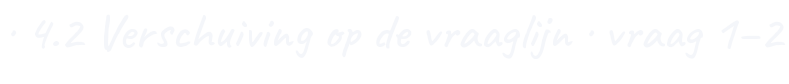 · 4.2 Verschuiving op de vraaglijn · vraag 1–2